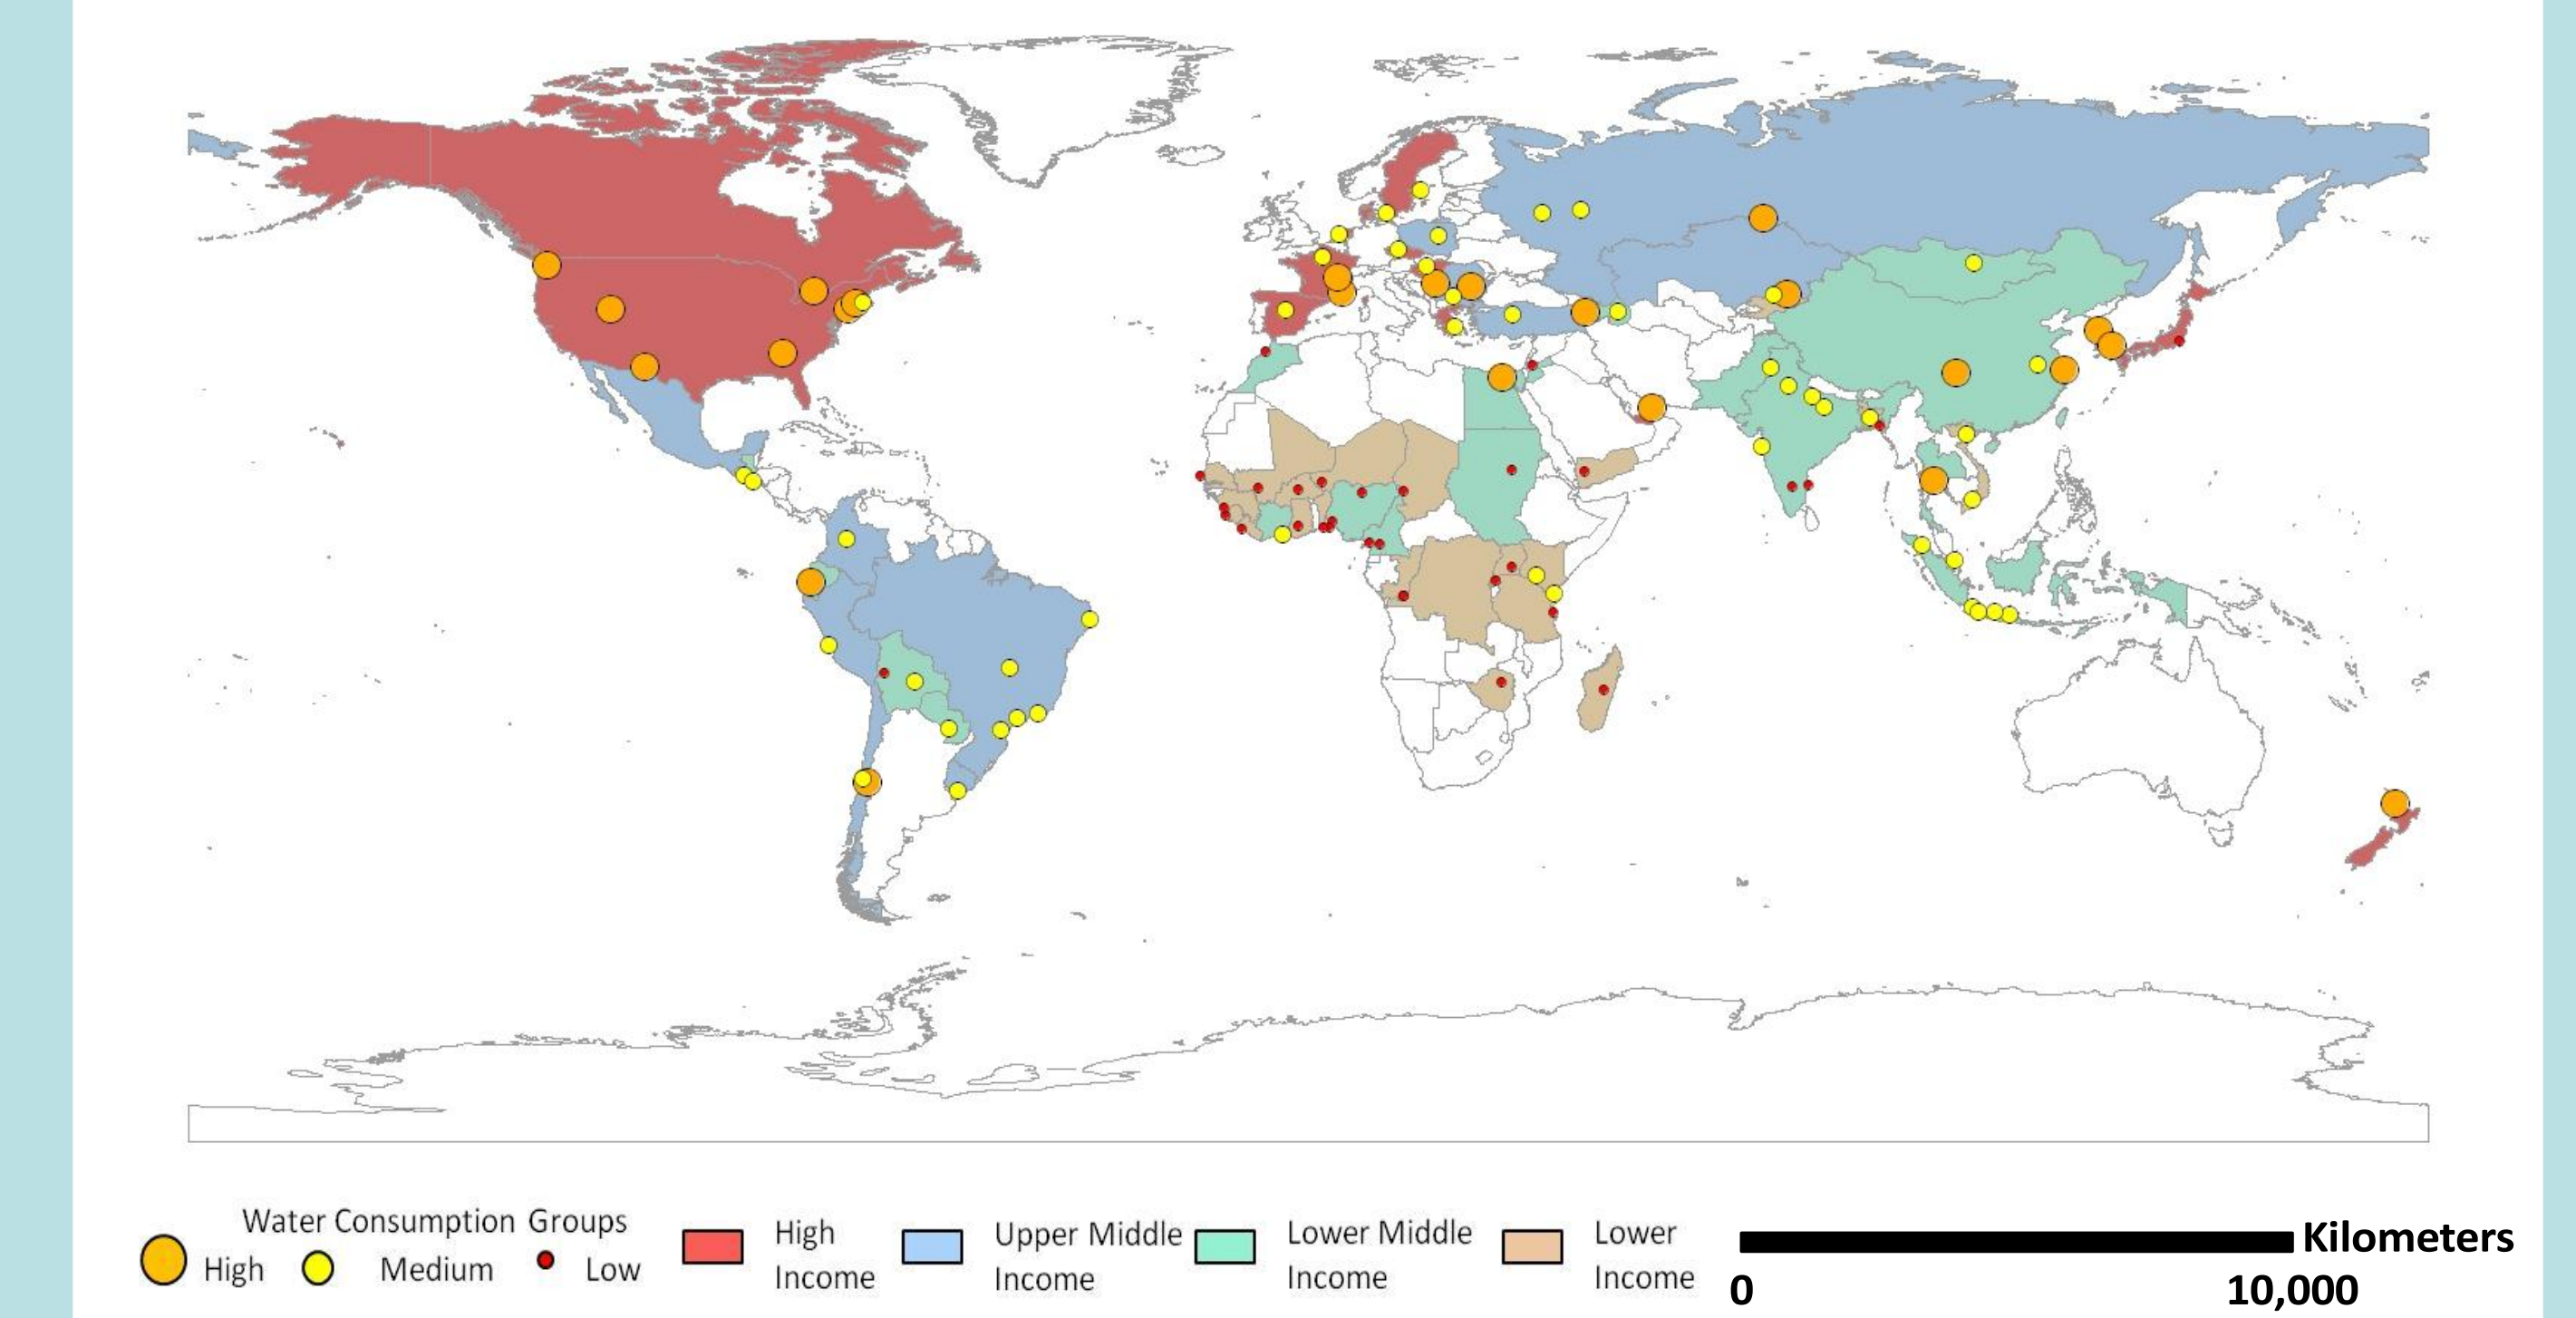 Water Consumption Groups
High Medium Low
High Income
Upper Middle Income
Lower Middle Income
Lower Income
Kilometers
0 10,000